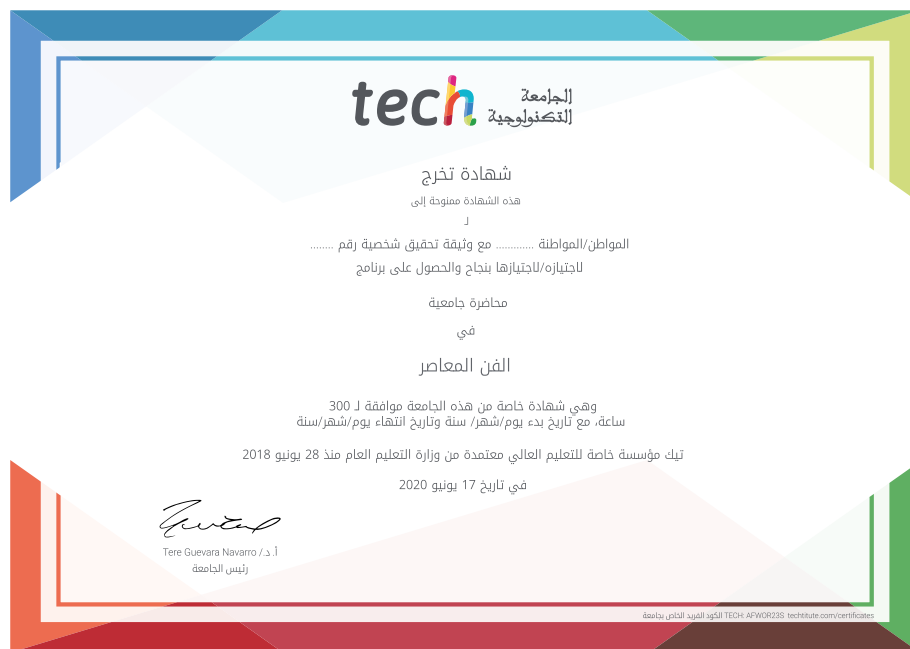 tech الجامعة
التكنولوجية
شهادة تخرج
هذه الشهادة ممنوحة إلى
لـ
المواطن/المواطنة ............ مع وثيقة تحقيق شخصية رقم ........
لاجتيازه/لاجتيازها بنجاح والحصول على برنامج
محاضرة جامعية
في
الفن المعاصر
وهي شهادة خاصة من هذه الجامعة موافقة لـ 300
ساعة، مع تاريخ بدء يوم/شهر/ سنة وتاريخ انتهاء يوم/شهر/سنة
تيك مؤسسة خاصة للتعليم العالي معتمدة من وزارة التعليم العام منذ 28 يونيو 2018
في تاريخ 17 يونيو 2020
أ. د./ Tere Guevara Navarro
رئيس الجامعة
الكود الفريد الخاص بجامعة TECH: AFWOR23S techtitute.com/certificates